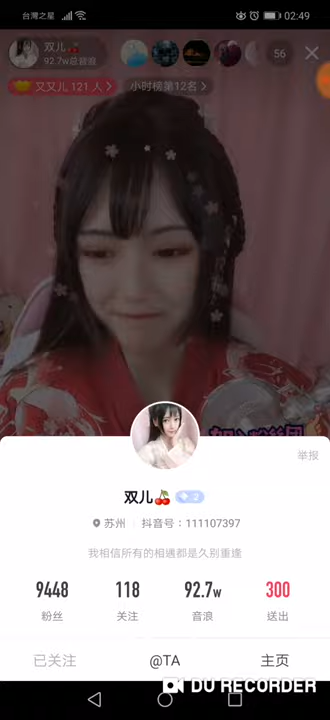 台灣之星 02:49
双儿🍒
92.7w总音浪
56
又又儿 121 人
小时榜第12名
举报
双儿🍒 2
苏州 抖音号：111107397
我相信所有的相遇都是久别重逢
9448 118 92.7w 300
粉丝 关注 音浪 送出
已关注 @TA 主页
DU RECORDER